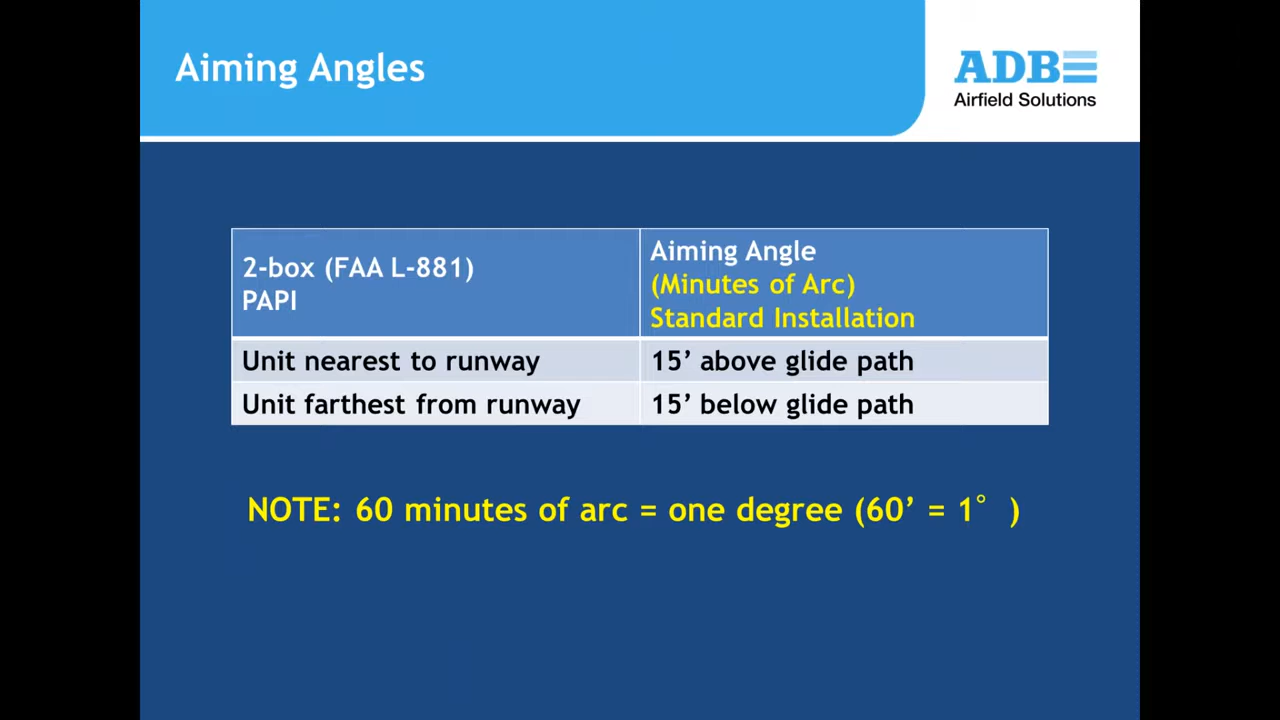 Aiming Angles
ADB
Airfield Solutions
2-box (FAA L-881)
PAPI
Aiming Angle
(Minutes of Arc)
Standard Installation
Unit nearest to runway
15’ above glide path
Unit farthest from runway
15’ below glide path
NOTE: 60 minutes of arc = one degree (60’ = 1° )